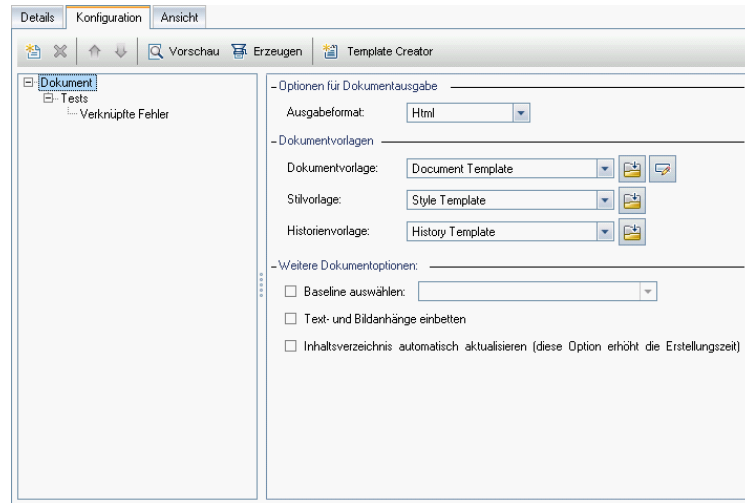 Details Konfiguration Ansicht
Vorschau Erzeugen Template Creator
Dokument
Tests
Verknüpfte Fehler
Optionen für Dokumentausgabe
Ausgabeformat: Html
Dokumentvorlagen
Dokumentvorlage: Document Template
Stilvorlage: Style Template
Historienvorlage: History Template
Weitere Dokumentoptionen:
Baseline auswählen:
Text- und Bildanhänge einbetten
Inhaltsverzeichnis automatisch aktualisieren (diese Option erhöht die Erstellungszeit)